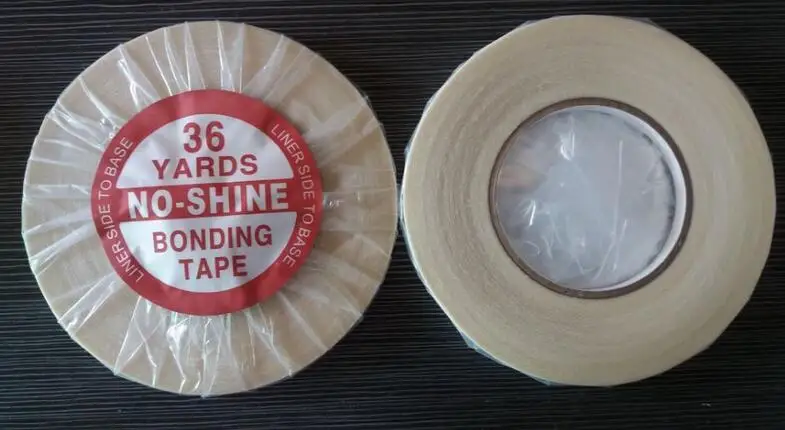 36
YARDS
NO-SHINE
BONDING
TAPE
LINER SIDE TO BASE
LINER SIDE TO BASE